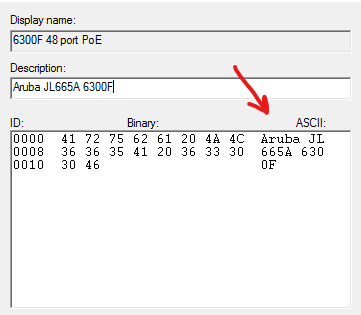 Display name:
6300F 48 port PoE
Description:
Aruba JL665A 6300F
ID: Binary: ASCII:
0000 41 72 75 62 61 20 4A 4C Aruba JL
0008 36 36 35 41 20 36 33 30 665A 630
0010 30 46 0F